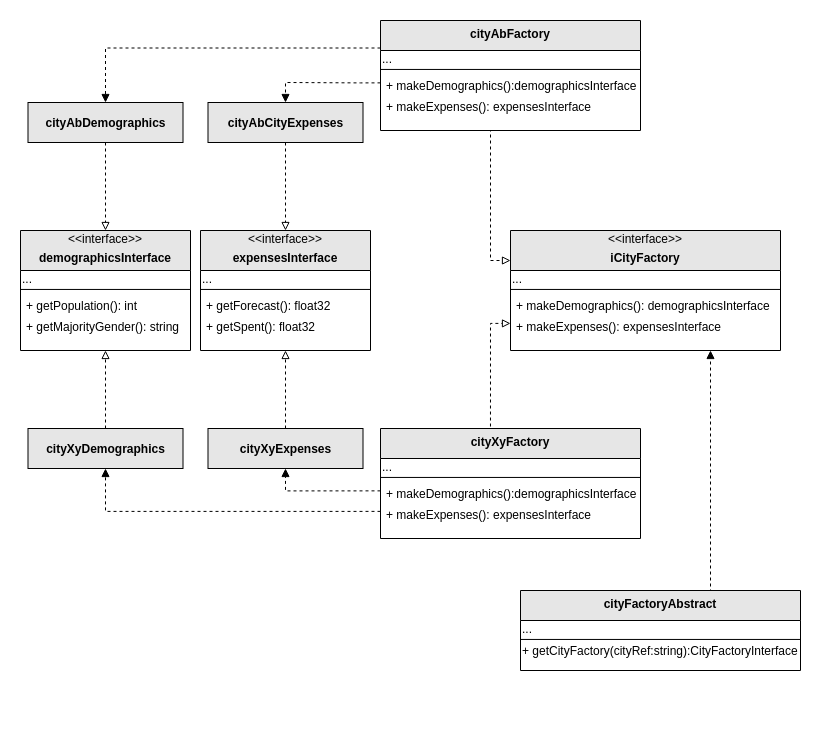 cityAbFactory
...
+ makeDemographics():demographicsInterface
+ makeExpenses(): expensesInterface
cityAbDemographics
cityAbCityExpenses
<<interface>>
demographicsInterface
...
+ getPopulation(): int
+ getMajorityGender(): string
<<interface>>
expensesInterface
...
+ getForecast(): float32
+ getSpent(): float32
<<interface>>
iCityFactory
...
+ makeDemographics(): demographicsInterface
+ makeExpenses(): expensesInterface
cityXyDemographics
cityXyExpenses
cityXyFactory
...
+ makeDemographics():demographicsInterface
+ makeExpenses(): expensesInterface
cityFactoryAbstract
...
+ getCityFactory(cityRef:string):CityFactoryInterface